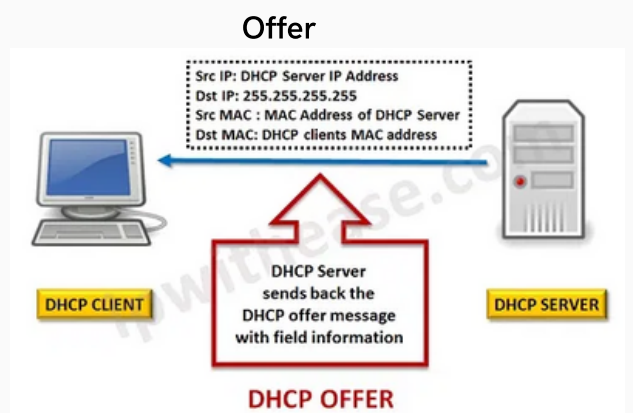 Offer
Src IP: DHCP Server IP Address
Dst IP: 255.255.255.255
Src MAC : MAC Address of DHCP Server
Dst MAC: DHCP clients MAC address
ipwithease.com
DHCP Server
sends back the
DHCP offer message
with field information
DHCP CLIENT
DHCP SERVER
DHCP OFFER